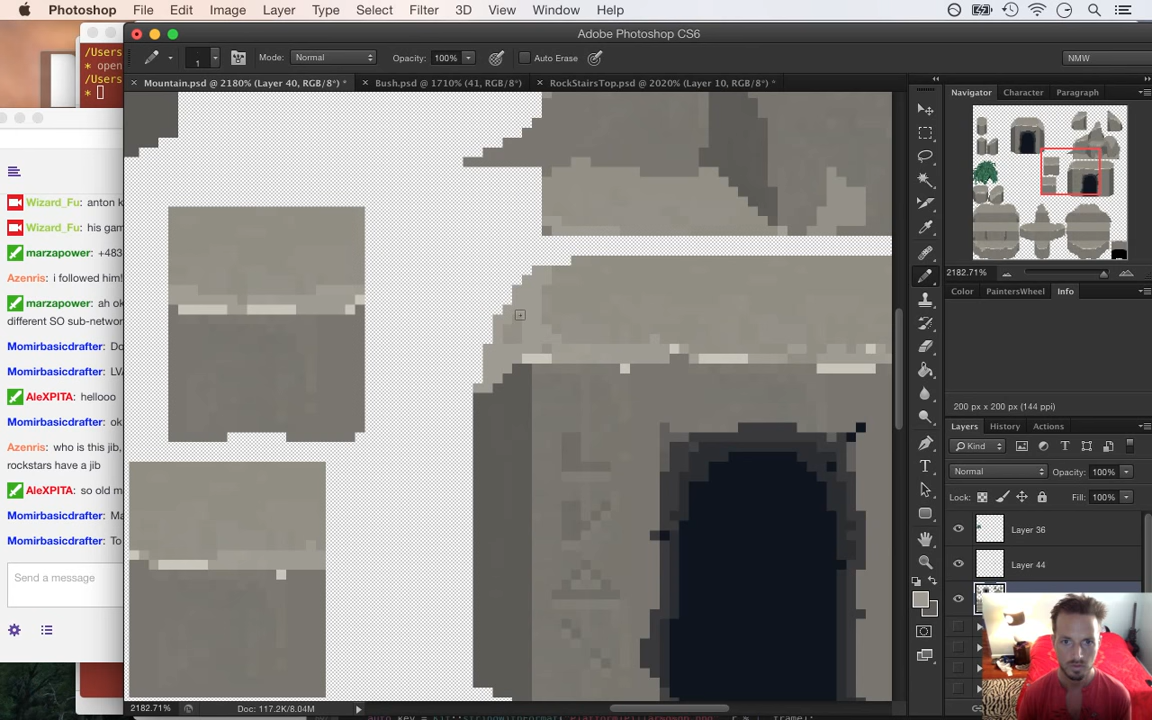 Photoshop File Edit Image Layer Type Select Filter 3D View Window Help
Adobe Photoshop CS6
/Users
* open
/Users
*
1 Mode: Normal Opacity: 100% Auto Erase NMW
Mountain.psd @ 2180% (Layer 40, RGB/8*) * Bush.psd @ 1710% (41, RGB/8*) RockStairsTop.psd @ 2020% (Layer 10, RGB/8*) *
Wizard_Fu: anton k
Wizard_Fu: his gam
marzapower: +483
Azenris: i followed him!
marzapower: ah ok
different SO sub-networ
Momirbasicdrafter: Do
Momirbasicdrafter: LVA
AleXPITA: hellooo
Momirbasicdrafter: ok
Azenris: who is this jib,
rockstars have a jib
AleXPITA: so old m
Momirbasicdrafter: Ma
Momirbasicdrafter: To
Send a message
2182.71% Doc: 117.2K/8.04M
Navigator Character Paragraph
2182.71%
Color PaintersWheel Info
200 px x 200 px (144 ppi)
Layers History Actions
Kind
Normal Opacity: 100%
Lock: Fill: 100%
Layer 36
Layer 44